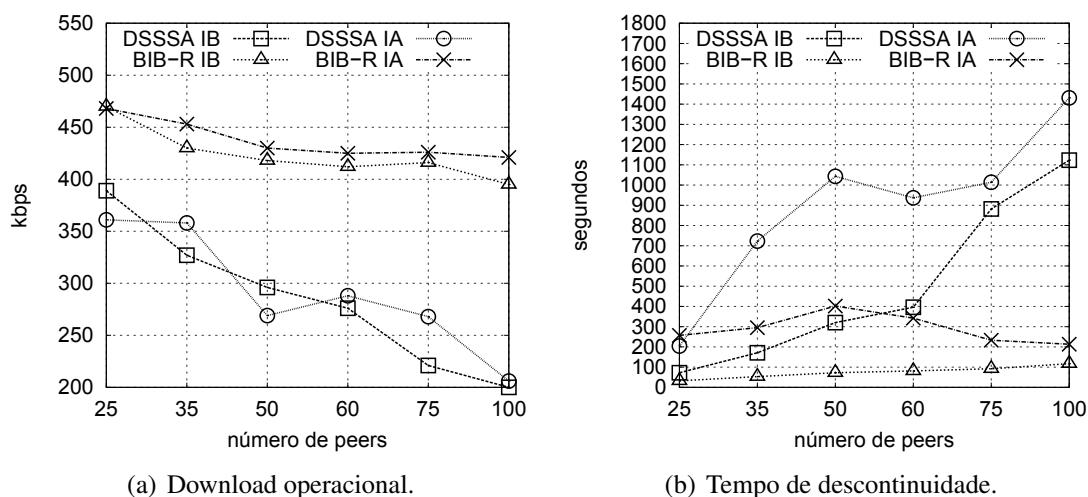 550
500
450
400
350
300
250
200
kbps
DSSSA IB
BIB−R IB
DSSSA IA
BIB−R IA
25 35 50 60 75 100
número de peers
(a) Download operacional.
1800
1700
1600
1500
1400
1300
1200
1100
1000
900
800
700
600
500
400
300
200
100
0
segundos
DSSSA IB
BIB−R IB
DSSSA IA
BIB−R IA
25 35 50 60 75 100
número de peers
(b) Tempo de descontinuidade.